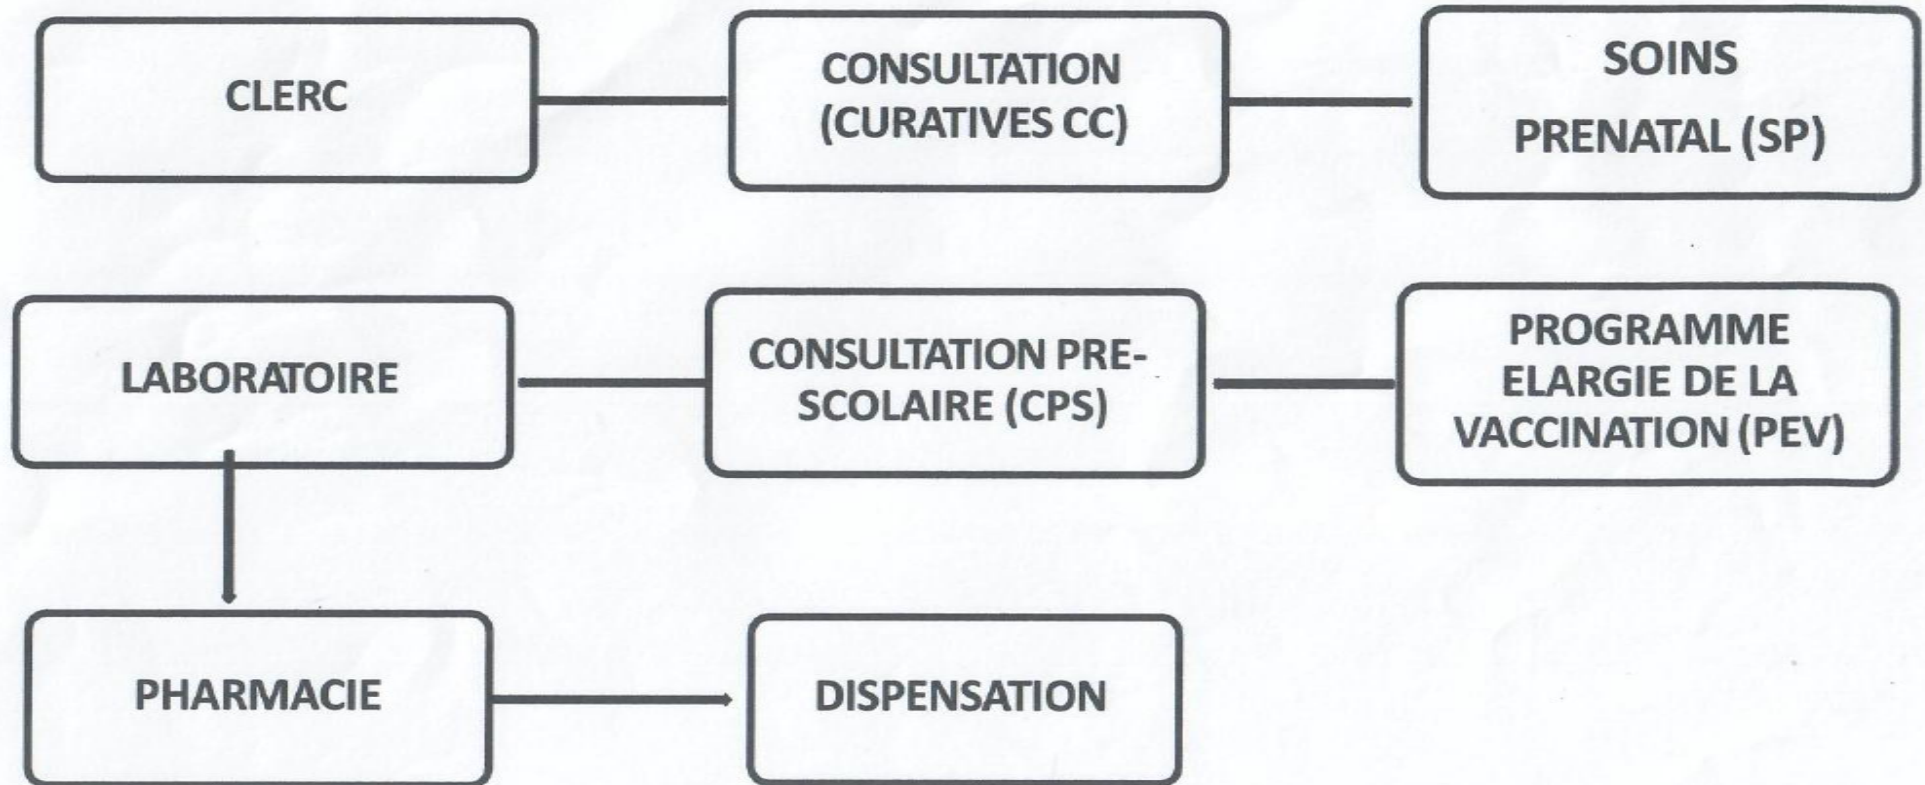 CLERC
CONSULTATION
(CURATIVES CC)
SOINS
PRENATAL (SP)
LABORATOIRE
CONSULTATION PRE-
SCOLAIRE (CPS)
PROGRAMME
ELARGIE DE LA
VACCINATION (PEV)
PHARMACIE
DISPENSATION